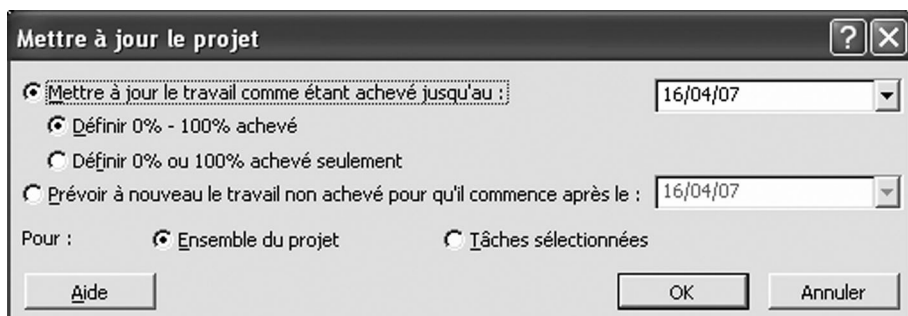 Mettre à jour le projet
Mettre à jour le travail comme étant achevé jusqu'au : 16/04/07
Définir 0% - 100% achevé
Définir 0% ou 100% achevé seulement
Prévoir à nouveau le travail non achevé pour qu'il commence après le : 16/04/07
Pour : Ensemble du projet Tâches sélectionnées
Aide OK Annuler